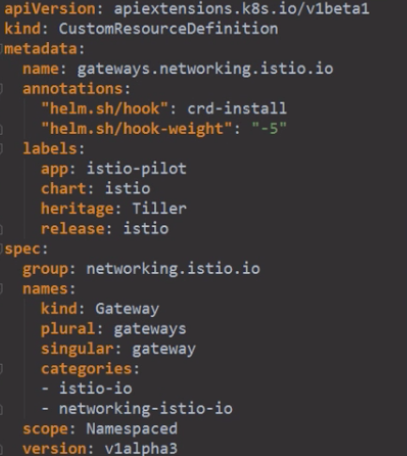 apiVersion: apiextensions.k8s.io/v1beta1
kind: CustomResourceDefinition
metadata:
  name: gateways.networking.istio.io
  annotations:
    "helm.sh/hook": crd-install
    "helm.sh/hook-weight": "-5"
  labels:
    app: istio-pilot
    chart: istio
    heritage: Tiller
    release: istio
spec:
  group: networking.istio.io
  names:
    kind: Gateway
    plural: gateways
    singular: gateway
    categories:
    - istio-io
    - networking-istio-io
  scope: Namespaced
  version: v1alpha3